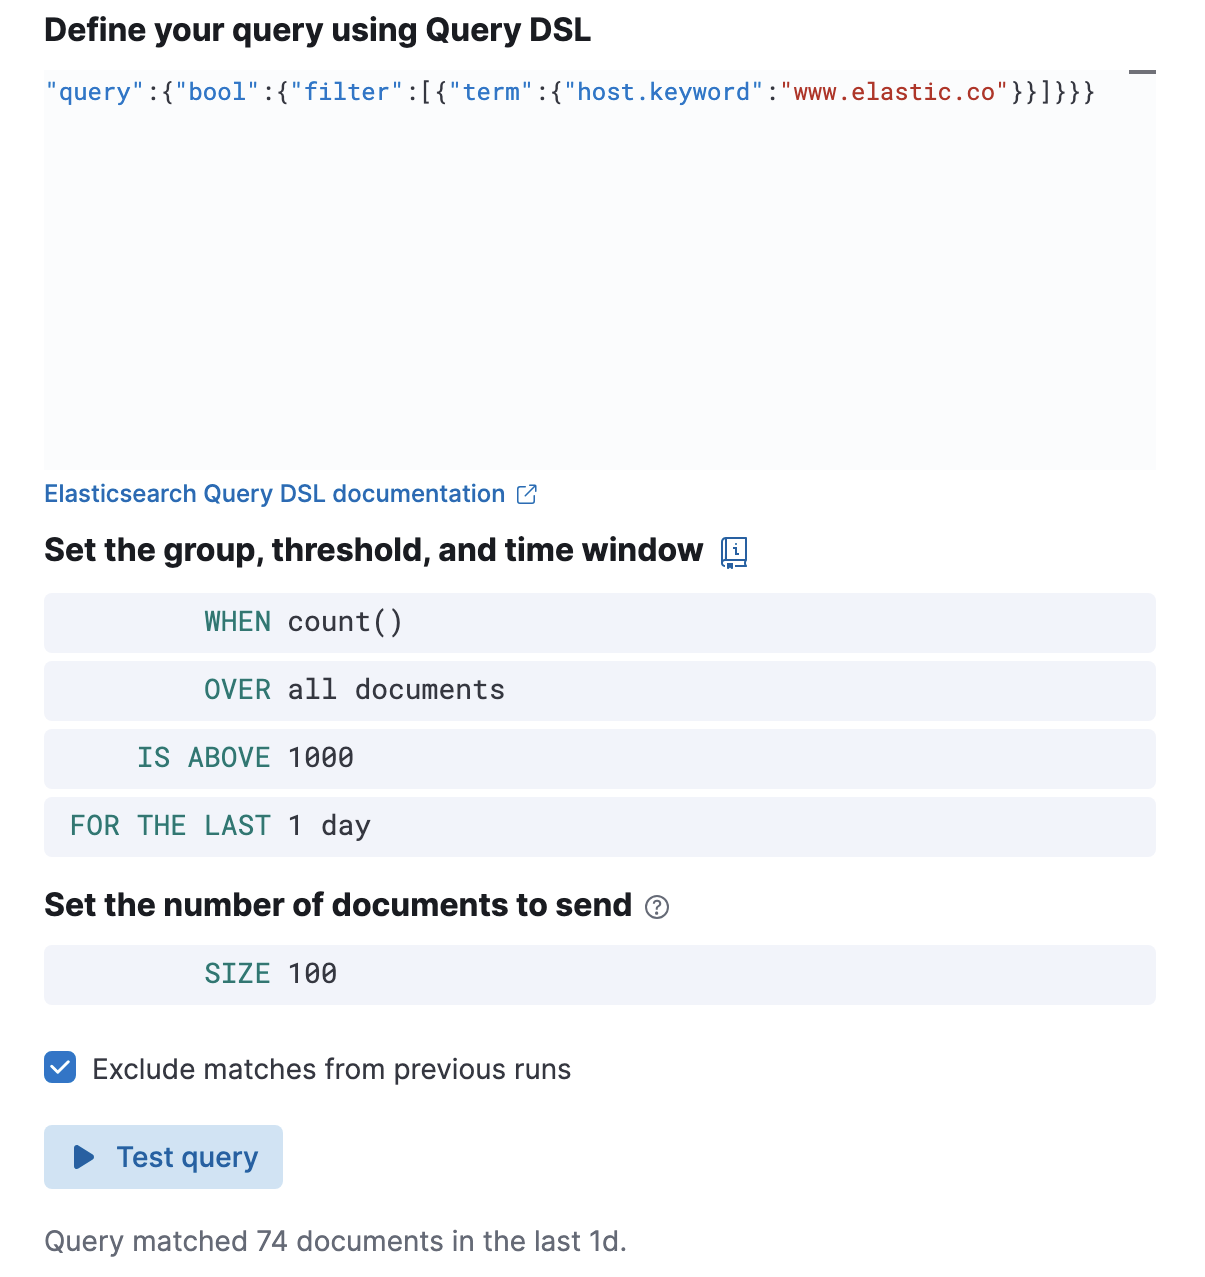 Define your query using Query DSL
"query":{"bool":{"filter":[{"term":{"host.keyword":"www.elastic.co"}}]}}}
Elasticsearch Query DSL documentation
Set the group, threshold, and time window
WHEN count()
OVER all documents
IS ABOVE 1000
FOR THE LAST 1 day
Set the number of documents to send
SIZE 100
Exclude matches from previous runs
Test query
Query matched 74 documents in the last 1d.